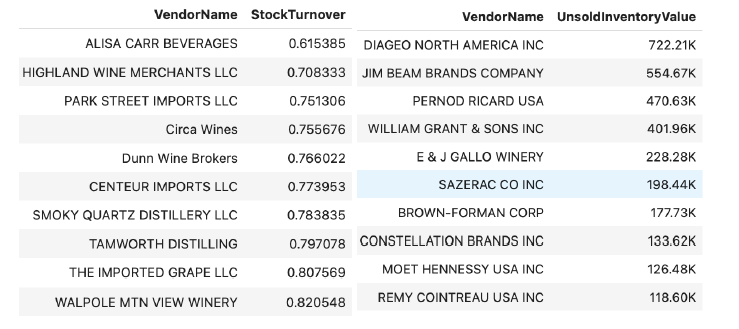 VendorName StockTurnover
ALISA CARR BEVERAGES 0.615385
HIGHLAND WINE MERCHANTS LLC 0.708333
PARK STREET IMPORTS LLC 0.751306
Circa Wines 0.755676
Dunn Wine Brokers 0.766022
CENTEUR IMPORTS LLC 0.773953
SMOKY QUARTZ DISTILLERY LLC 0.783835
TAMWORTH DISTILLING 0.797078
THE IMPORTED GRAPE LLC 0.807569
WALPOLE MTN VIEW WINERY 0.820548
VendorName UnsoldInventoryValue
DIAGEO NORTH AMERICA INC 722.21K
JIM BEAM BRANDS COMPANY 554.67K
PERNOD RICARD USA 470.63K
WILLIAM GRANT & SONS INC 401.96K
E & J GALLO WINERY 228.28K
SAZERAC CO INC 198.44K
BROWN-FORMAN CORP 177.73K
CONSTELLATION BRANDS INC 133.62K
MOET HENNESSY USA INC 126.48K
REMY COINTREAU USA INC 118.60K